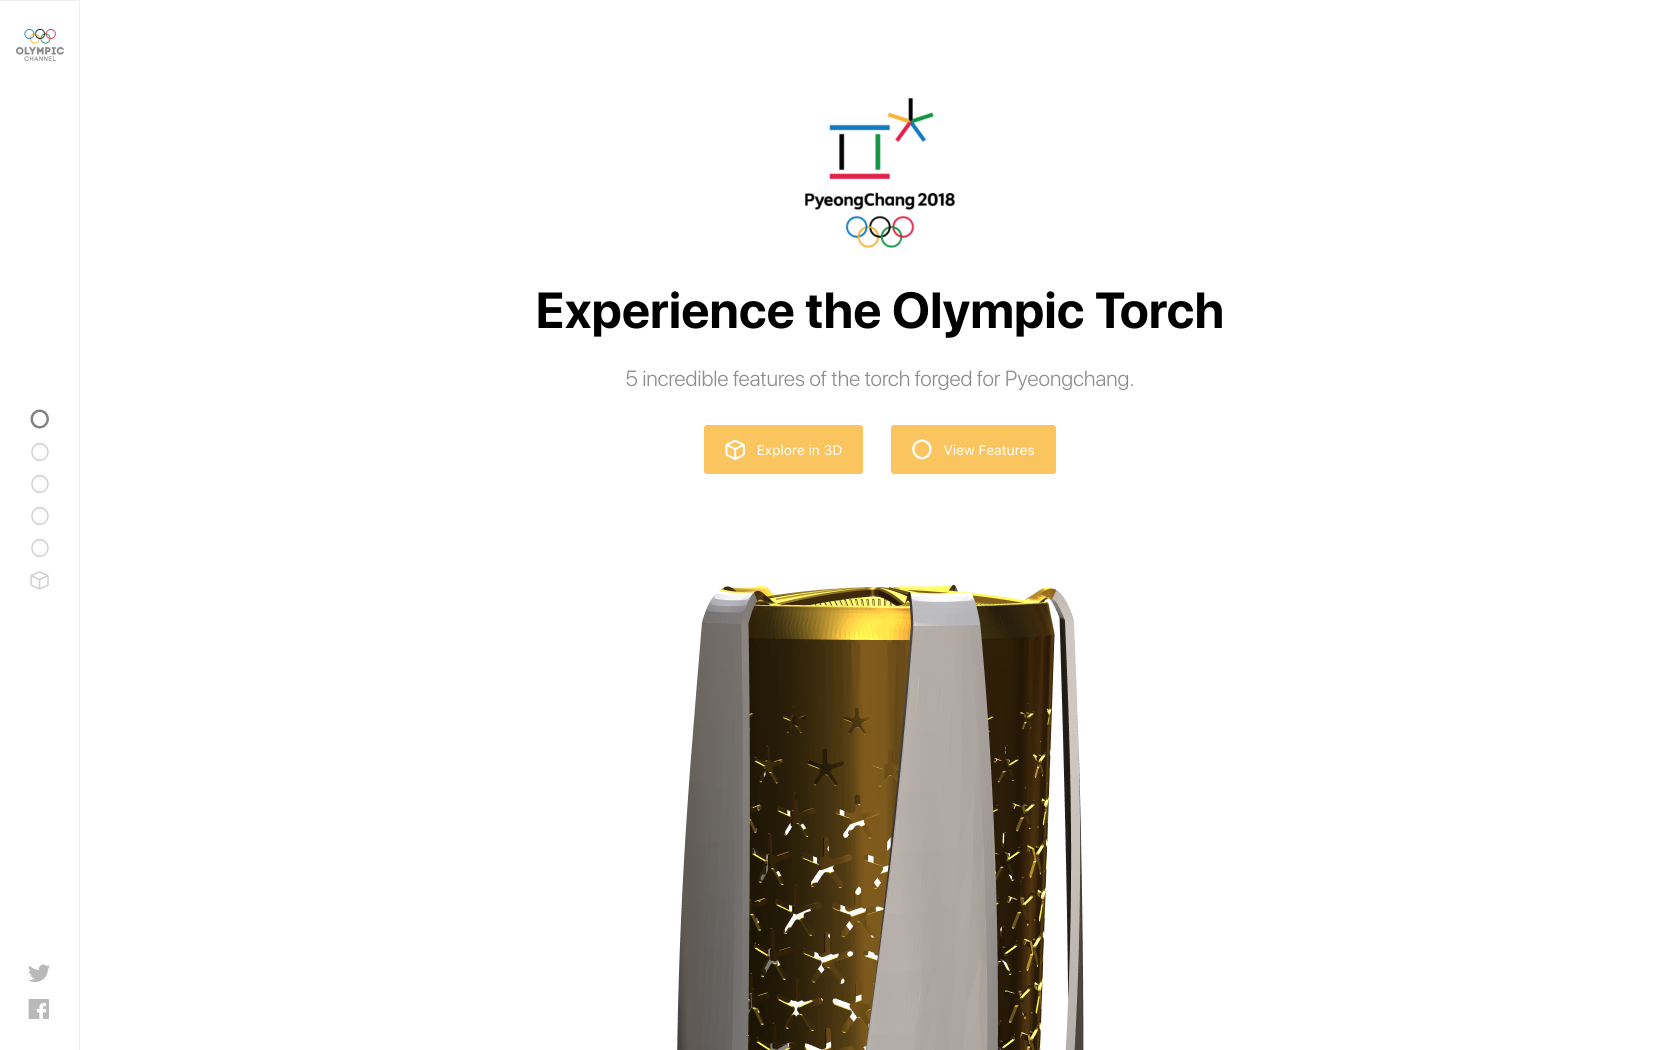 OLYMPIC
CHANNEL
PyeongChang 2018
Experience the Olympic Torch
5 incredible features of the torch forged for Pyeongchang.
Explore in 3D
View Features